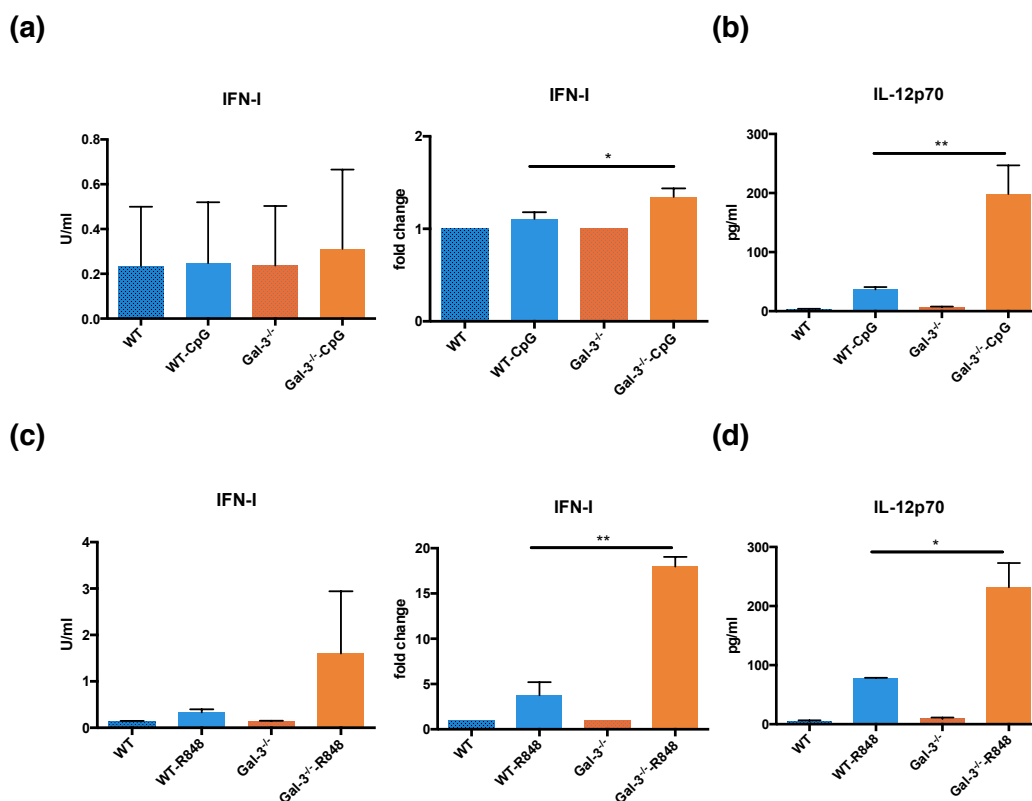 (a)
IFN-I
U/ml
0.8
0.6
0.4
0.2
0.0
WT
WT-CpG
Gal-3-/-
Gal-3-/--CpG
IFN-I
fold change
2
1
0
*
WT
WT-CpG
Gal-3-/-
Gal-3-/--CpG
(b)
IL-12p70
pg/ml
300
200
100
0
**
WT
WT-CpG
Gal-3-/-
Gal-3-/--CpG
(c)
IFN-I
U/ml
4
3
2
1
0
WT
WT-R848
Gal-3-/-
Gal-3-/--R848
IFN-I
fold change
20
15
10
5
0
**
WT
WT-R848
Gal-3-/-
Gal-3-/--R848
(d)
IL-12p70
pg/ml
300
200
100
0
*
WT
WT-R848
Gal-3-/-
Gal-3-/--R848